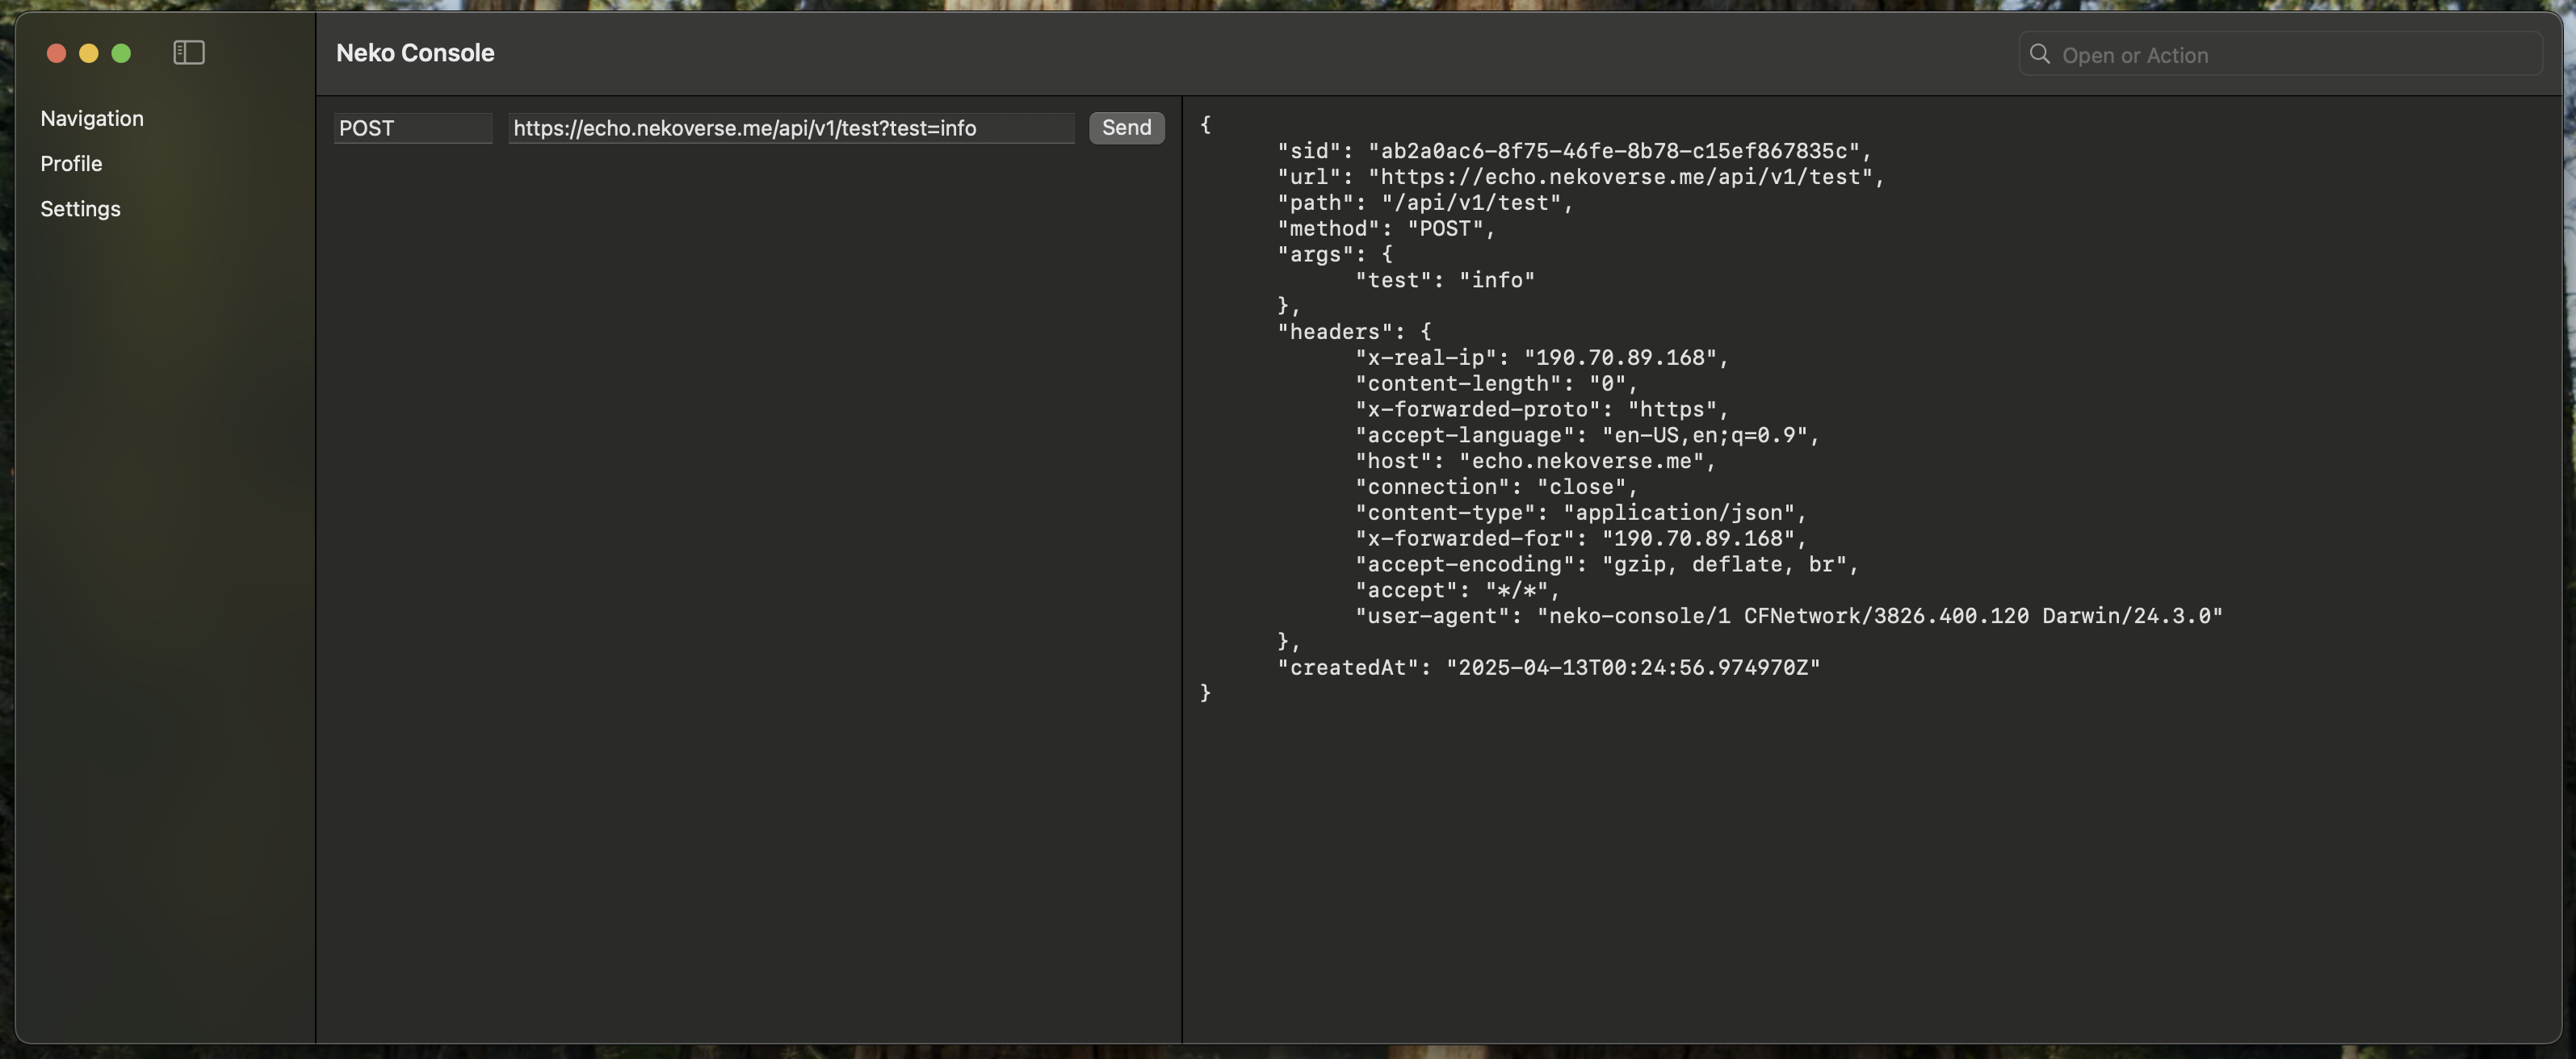 Neko Console
Open or Action
Navigation
Profile
Settings
POST
https://echo.nekoverse.me/api/v1/test?test=info
Send
{
"sid": "ab2a0ac6-8f75-46fe-8b78-c15ef867835c",
"url": "https://echo.nekoverse.me/api/v1/test",
"path": "/api/v1/test",
"method": "POST",
"args": {
"test": "info"
},
"headers": {
"x-real-ip": "190.70.89.168",
"content-length": "0",
"x-forwarded-proto": "https",
"accept-language": "en-US,en;q=0.9",
"host": "echo.nekoverse.me",
"connection": "close",
"content-type": "application/json",
"x-forwarded-for": "190.70.89.168",
"accept-encoding": "gzip, deflate, br",
"accept": "*/*",
"user-agent": "neko-console/1 CFNetwork/3826.400.120 Darwin/24.3.0"
},
"createdAt": "2025-04-13T00:24:56.974970Z"
}